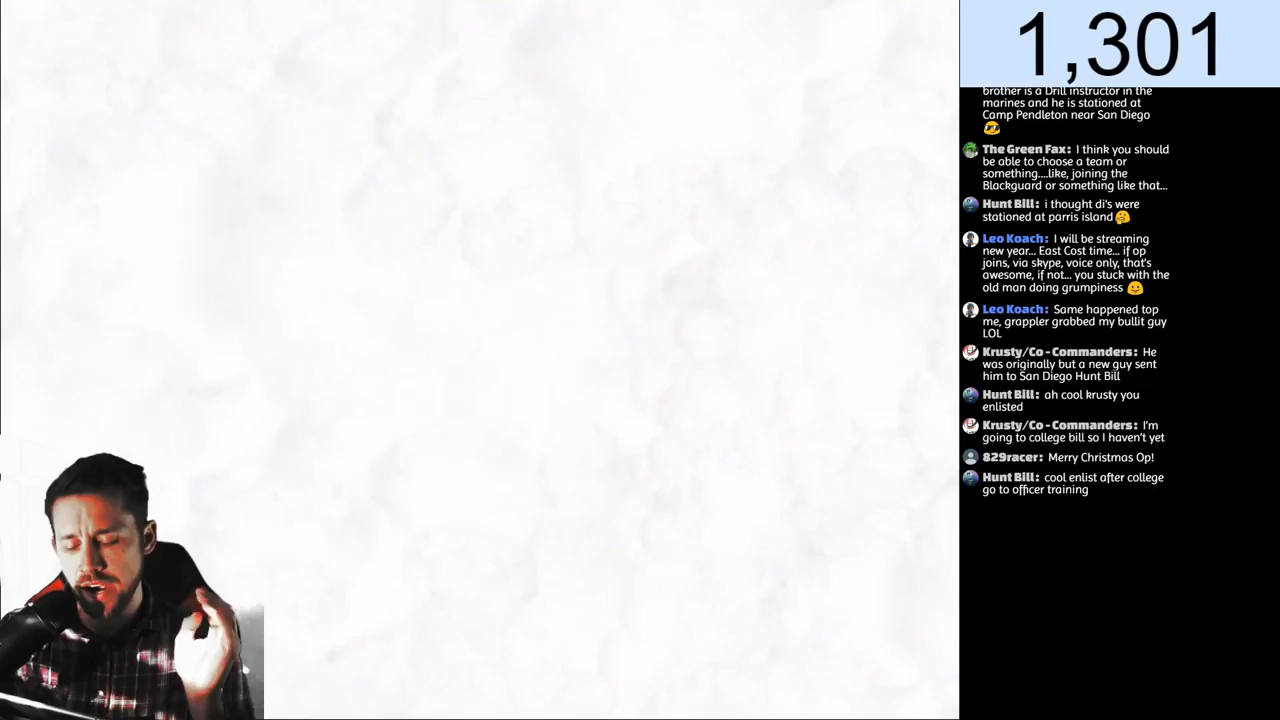 1,301
brother is a Drill instructor in the
marines and he is stationed at
Camp Pendleton near San Diego
The Green Fax: I think you should
be able to choose a team or
something....like, joining the
Blackguard or something like that...
Hunt Bill: i thought di's were
stationed at parris island
Leo Koach: I will be streaming
new year... East Cost time... if op
joins, via skype, voice only, that's
awesome, if not... you stuck with the
old man doing grumpiness
Leo Koach: Same happened top
me, grappler grabbed my bullit guy
LOL
Krusty/Co-Commanders: He
was originally but a new guy sent
him to San Diego Hunt Bill
Hunt Bill: ah cool krusty you
enlisted
Krusty/Co-Commanders: I'm
going to college bill so I haven't yet
829racer: Merry Christmas Op!
Hunt Bill: cool enlist after college
go to officer training